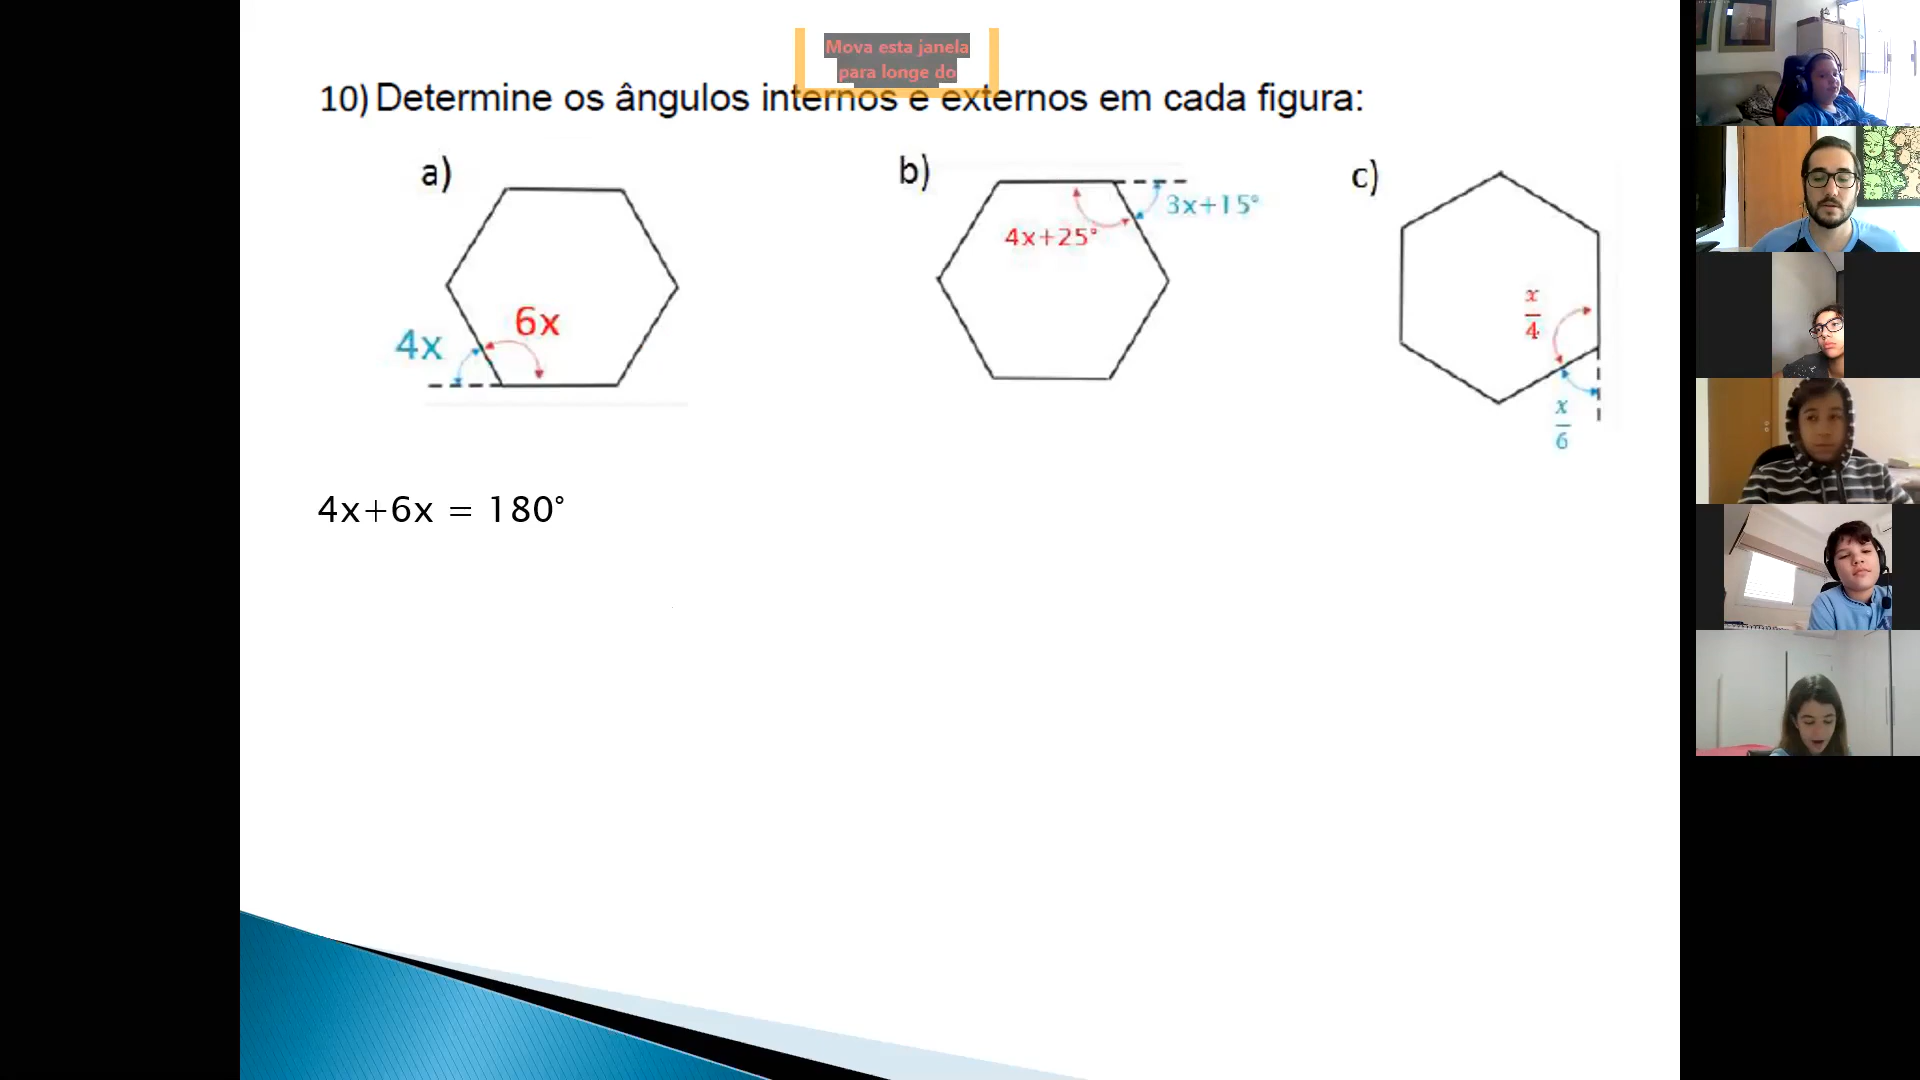 Mova esta janela
para longe do
10) Determine os ângulos internos e externos em cada figura:
a)
6x
4x
b)
3x+15°
4x+25°
c)
x
4
x
6
4x+6x = 180°